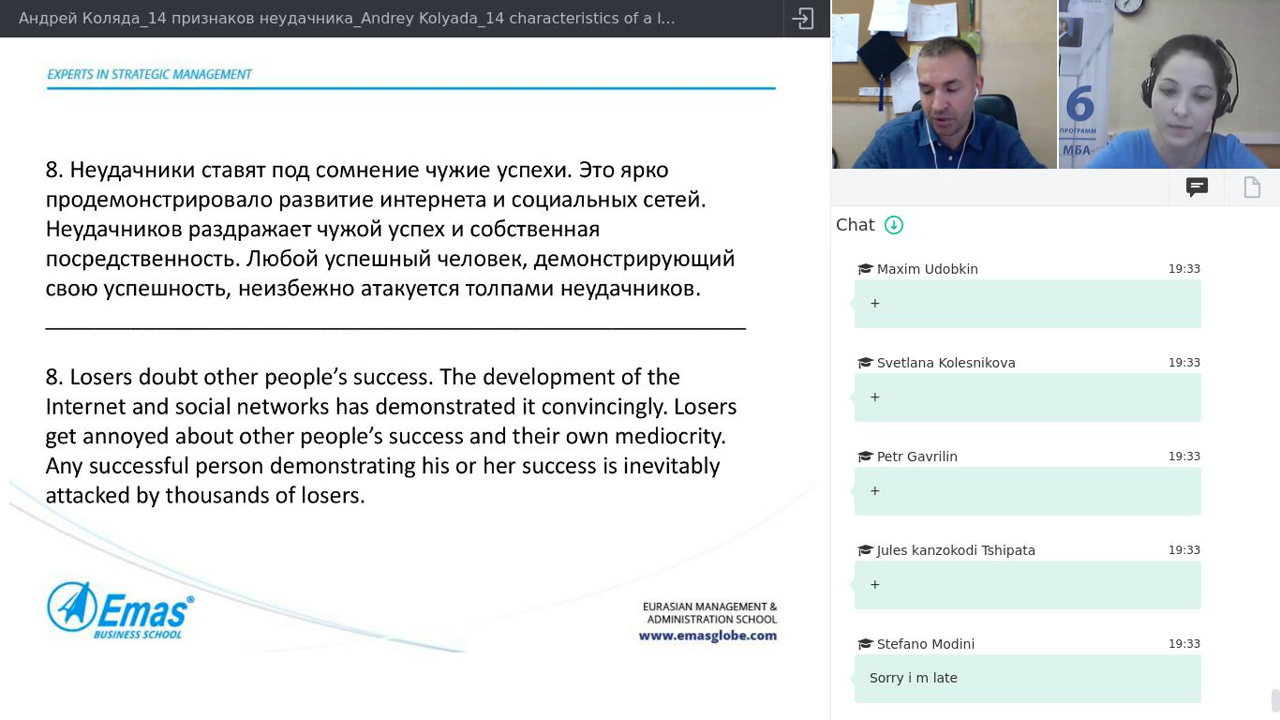 Андрей Коляда_14 признаков неудачника_Andrey Kolyada_14 characteristics of a l...
EXPERTS IN STRATEGIC MANAGEMENT
8. Неудачники ставят под сомнение чужие успехи. Это ярко
продемонстрировало развитие интернета и социальных сетей.
Неудачников раздражает чужой успех и собственная
посредственность. Любой успешный человек, демонстрирующий
свою успешность, неизбежно атакуется толпами неудачников.
8. Losers doubt other people’s success. The development of the
Internet and social networks has demonstrated it convincingly. Losers
get annoyed about other people’s success and their own mediocrity.
Any successful person demonstrating his or her success is inevitably
attacked by thousands of losers.
Emas®
BUSINESS SCHOOL
EURASIAN MANAGEMENT &
ADMINISTRATION SCHOOL
www.emasglobe.com
6
ПРОГРАММ
МБА
Chat
Maxim Udobkin 19:33
+
Svetlana Kolesnikova 19:33
+
Petr Gavrilin 19:33
+
Jules kanzokodi Tshipata 19:33
+
Stefano Modini 19:33
Sorry i m late